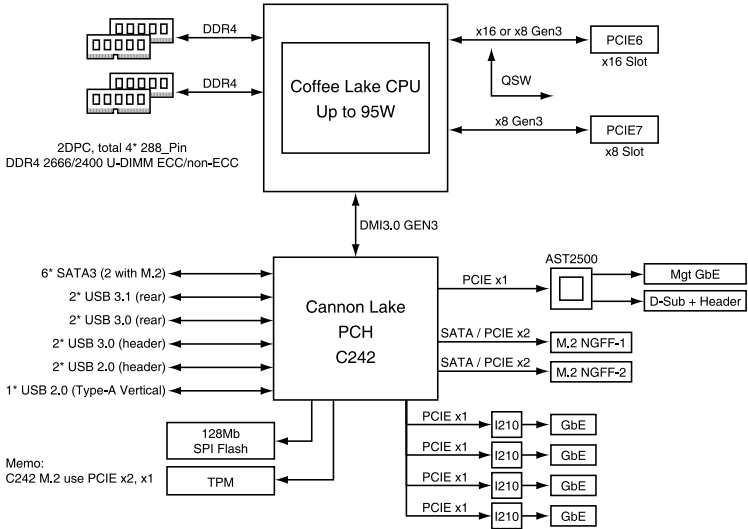 DDR4
DDR4
2DPC, total 4* 288_Pin
DDR4 2666/2400 U-DIMM ECC/non-ECC
Coffee Lake CPU
Up to 95W
x16 or x8 Gen3
PCIE6
x16 Slot
QSW
x8 Gen3
PCIE7
x8 Slot
DMI3.0 GEN3
6* SATA3 (2 with M.2)
2* USB 3.1 (rear)
2* USB 3.0 (rear)
2* USB 3.0 (header)
2* USB 2.0 (header)
1* USB 2.0 (Type-A Vertical)
Cannon Lake
PCH
C242
PCIE x1
AST2500
Mgt GbE
D-Sub + Header
SATA / PCIE x2
M.2 NGFF-1
SATA / PCIE x2
M.2 NGFF-2
128Mb
SPI Flash
TPM
Memo:
C242 M.2 use PCIE x2, x1
PCIE x1
I210
GbE
PCIE x1
I210
GbE
PCIE x1
I210
GbE
PCIE x1
I210
GbE